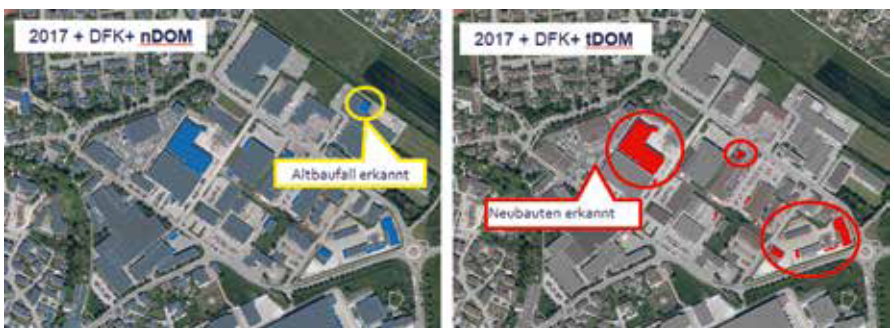 2017 + DFK+ nDOM
Altbaufall erkannt
2017 + DFK+ tDOM
Neubauten erkannt